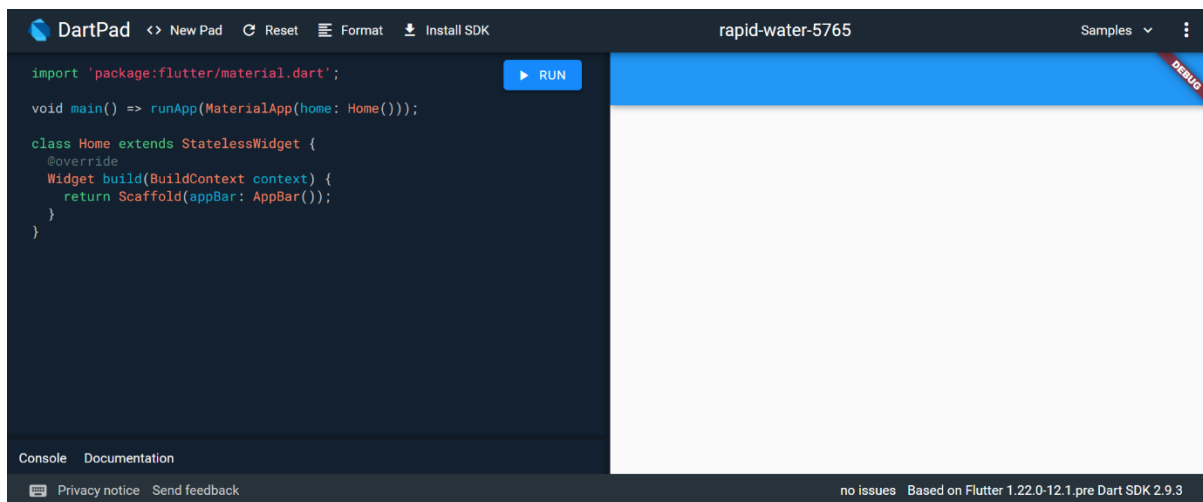 DartPad <> New Pad Reset Format Install SDK rapid-water-5765 Samples
import 'package:flutter/material.dart';
RUN
DEBUG
void main() => runApp(MaterialApp(home: Home()));
class Home extends StatelessWidget {
@override
Widget build(BuildContext context) {
return Scaffold(appBar: AppBar());
}
}
Console Documentation
Privacy notice Send feedback no issues Based on Flutter 1.22.0-12.1.pre Dart SDK 2.9.3